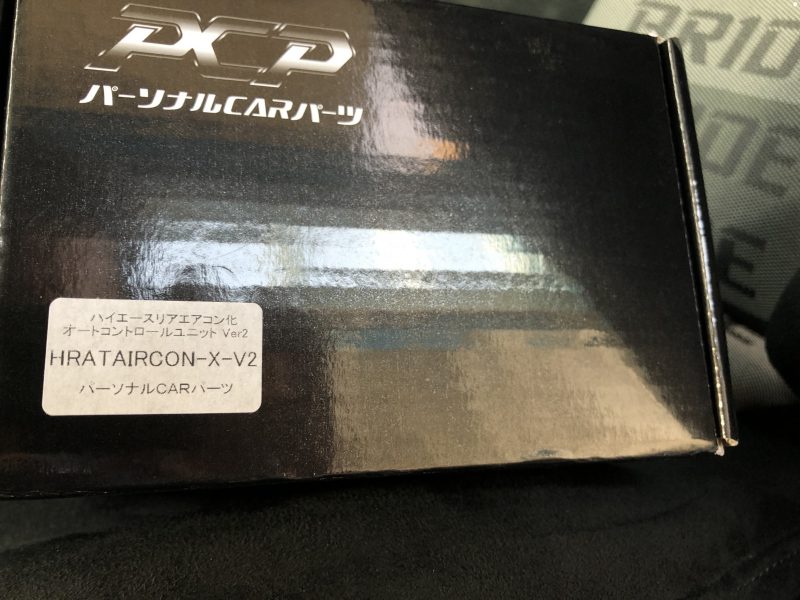 PCP
パーソナルCARパーツ
ハイエースリアエアコン化
オートコントロールユニット Ver2
HRATAIRCON-X-V2
パーソナルCARパーツ
BRID
IDE
E